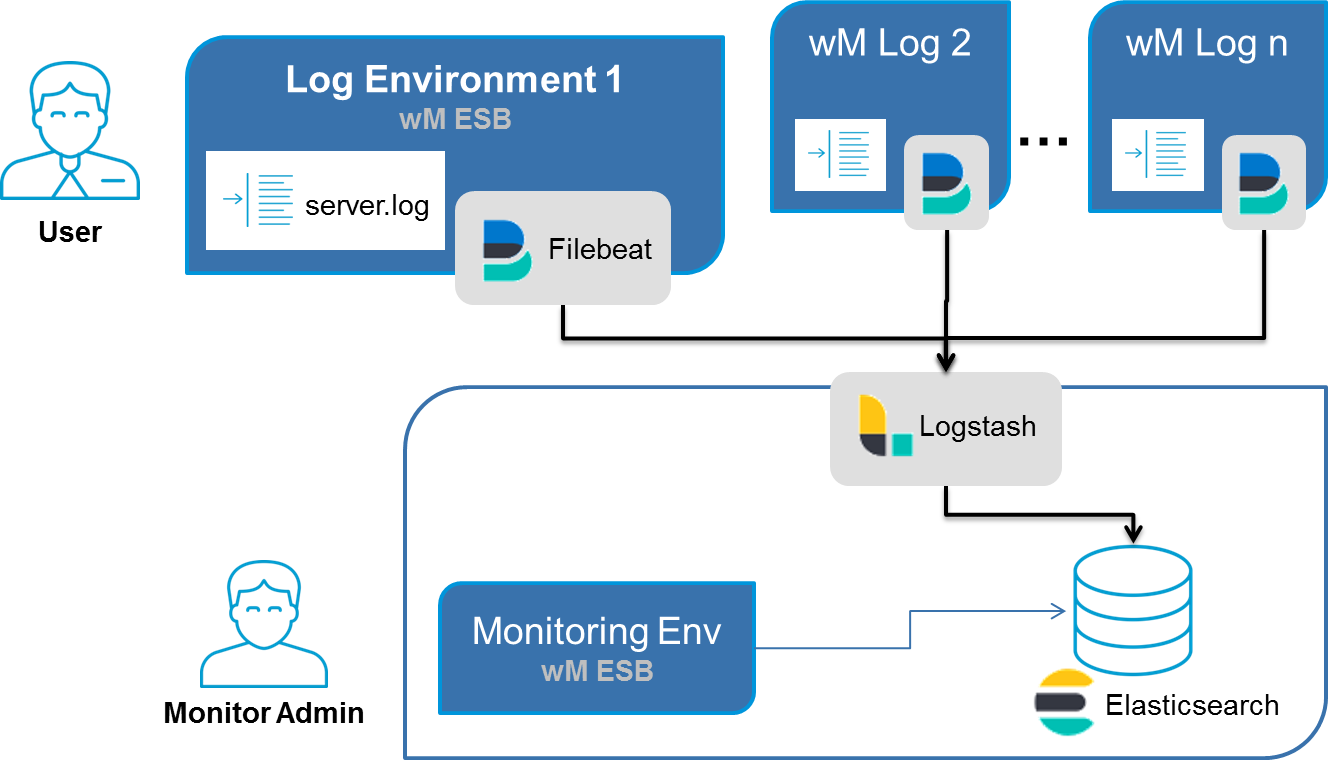 wM Log 2
wM Log n
Log Environment 1
wM ESB
server.log
Filebeat
...
User
Logstash
Monitoring Env
wM ESB
Monitor Admin
Elasticsearch